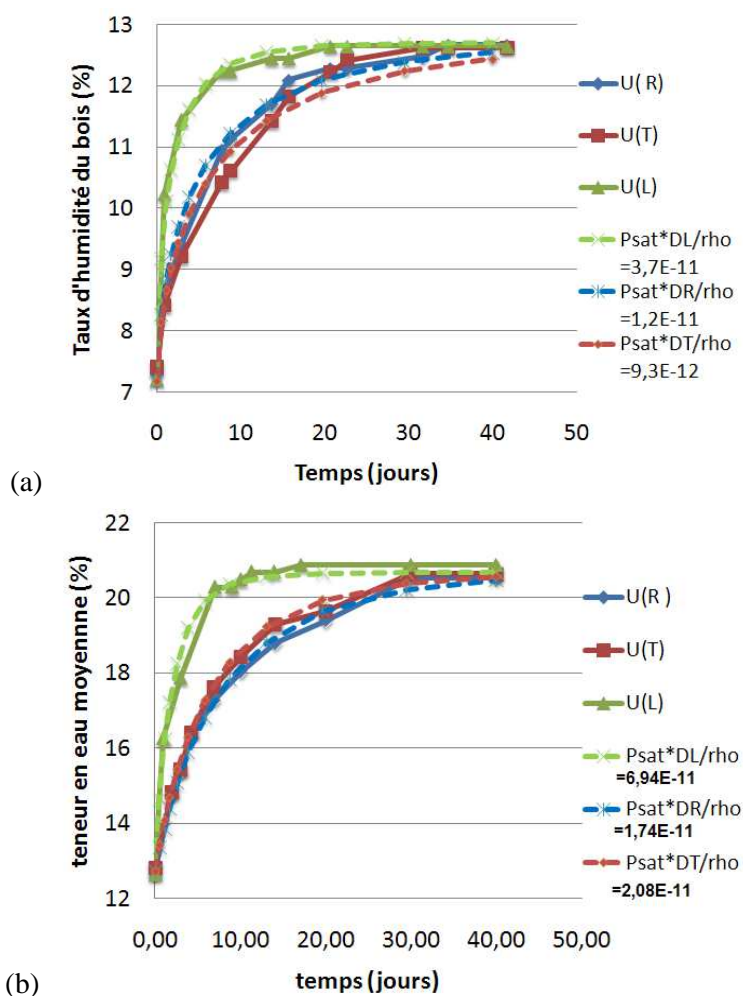 13
12
11
10
9
8
7
Taux d'humidité du bois (%)
0 10 20 30 40 50
Temps (jours)
U( R)
U(T)
U(L)
Psat*DL/rho
=3,7E-11
Psat*DR/rho
=1,2E-11
Psat*DT/rho
=9,3E-12
(a)
22
20
18
16
14
12
teneur en eau moyennne (%)
0,00 10,00 20,00 30,00 40,00 50,00
temps (jours)
U(R )
U(T)
U(L)
Psat*DL/rho
=6,94E-11
Psat*DR/rho
=1,74E-11
Psat*DT/rho
=2,08E-11
(b)